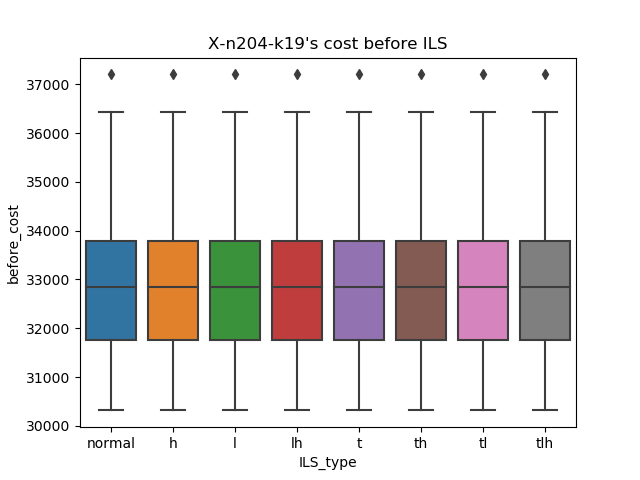 X-n204-k19's cost before ILS
37000
36000
35000
34000
33000
32000
31000
30000
before_cost
normal h l lh t th tl tlh
ILS_type